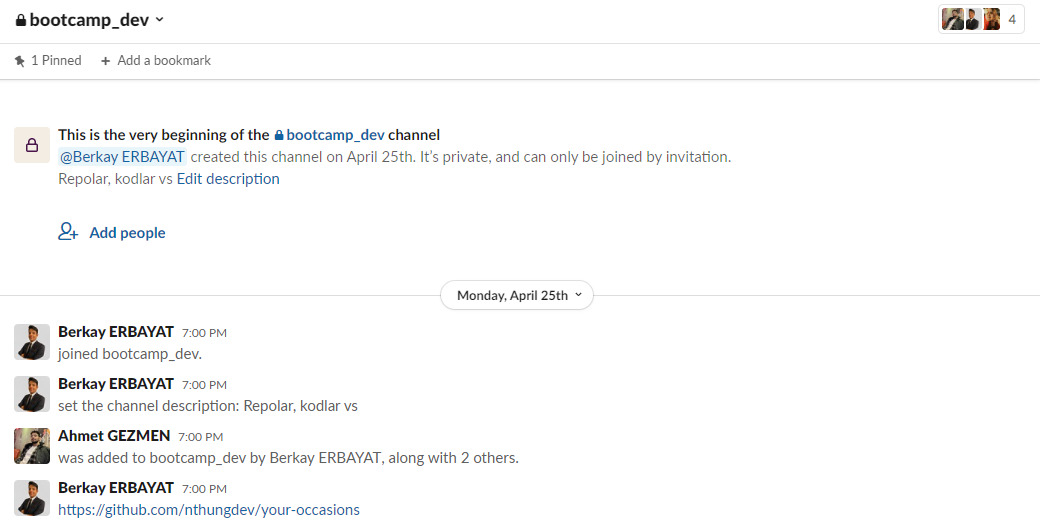 bootcamp_dev
4
1 Pinned + Add a bookmark
This is the very beginning of the bootcamp_dev channel
@Berkay ERBAYAT created this channel on April 25th. It's private, and can only be joined by invitation.
Repolar, kodlar vs Edit description
Add people
Monday, April 25th
Berkay ERBAYAT 7:00 PM
joined bootcamp_dev.
Berkay ERBAYAT 7:00 PM
set the channel description: Repolar, kodlar vs
Ahmet GEZMEN 7:00 PM
was added to bootcamp_dev by Berkay ERBAYAT, along with 2 others.
Berkay ERBAYAT 7:00 PM
https://github.com/nthungdev/your-occasions